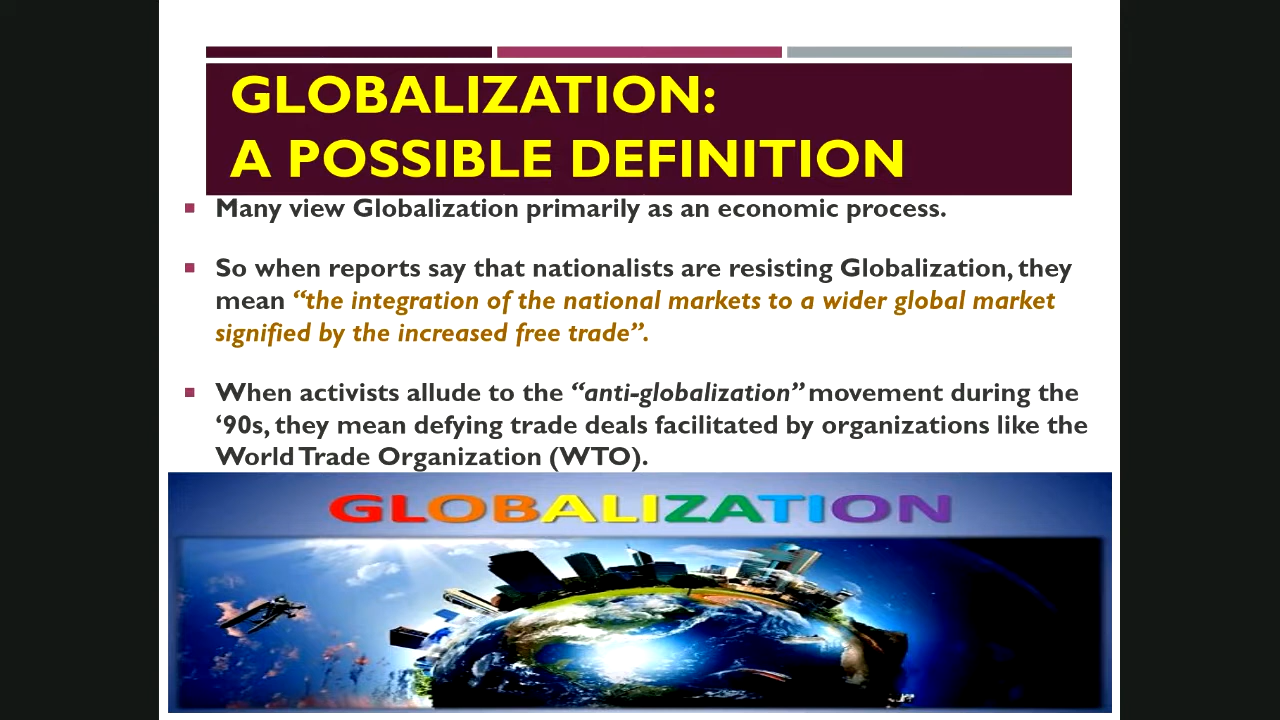 GLOBALIZATION:
A POSSIBLE DEFINITION
Many view Globalization primarily as an economic process.
So when reports say that nationalists are resisting Globalization, they
mean “the integration of the national markets to a wider global market
signified by the increased free trade”.
When activists allude to the “anti-globalization” movement during the
‘90s, they mean defying trade deals facilitated by organizations like the
World Trade Organization (WTO).
GLOBALIZATION